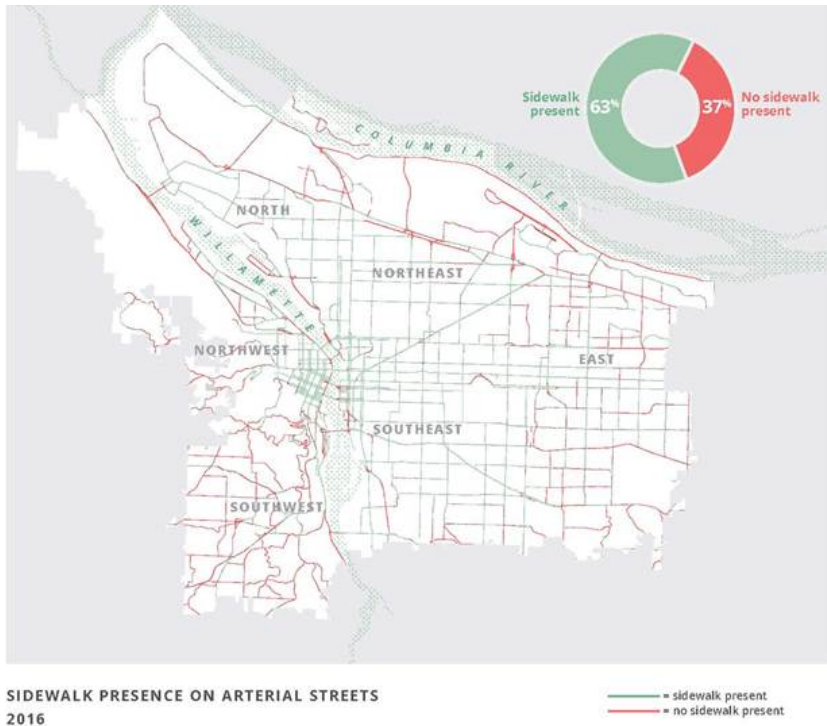 Sidewalk
present
63%
37%
No sidewalk
present
COLUMBIA RIVER
NORTH
WILLAMETTE
NORTHEAST
NORTHWEST
EAST
SOUTHEAST
SOUTHWEST
SIDEWALK PRESENCE ON ARTERIAL STREETS
2016
= sidewalk present
= no sidewalk present